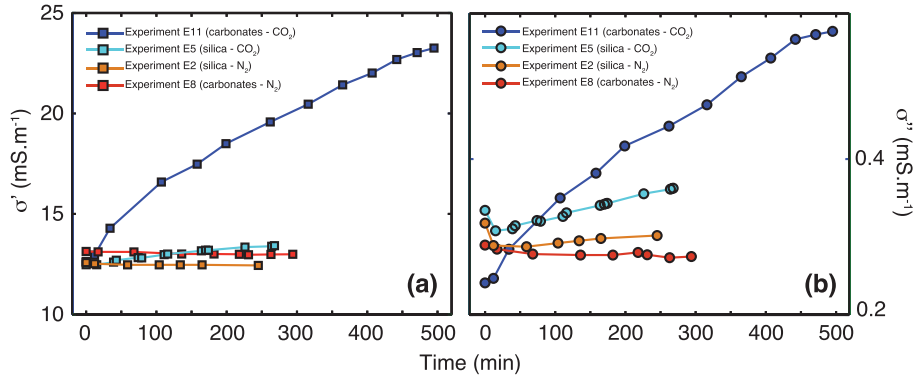 Experiment E11 (carbonates - CO₂)
Experiment E5 (silica - CO₂)
Experiment E2 (silica - N₂)
Experiment E8 (carbonates - N₂)
25
20
15
10
σ' (mS.m⁻¹)
0 100 200 300 400 500
(a)
Experiment E11 (carbonates - CO₂)
Experiment E5 (silica - CO₂)
Experiment E2 (silica - N₂)
Experiment E8 (carbonates - N₂)
0.4
0.2
σ'' (mS.m⁻¹)
0 100 200 300 400 500
(b)
Time (min)